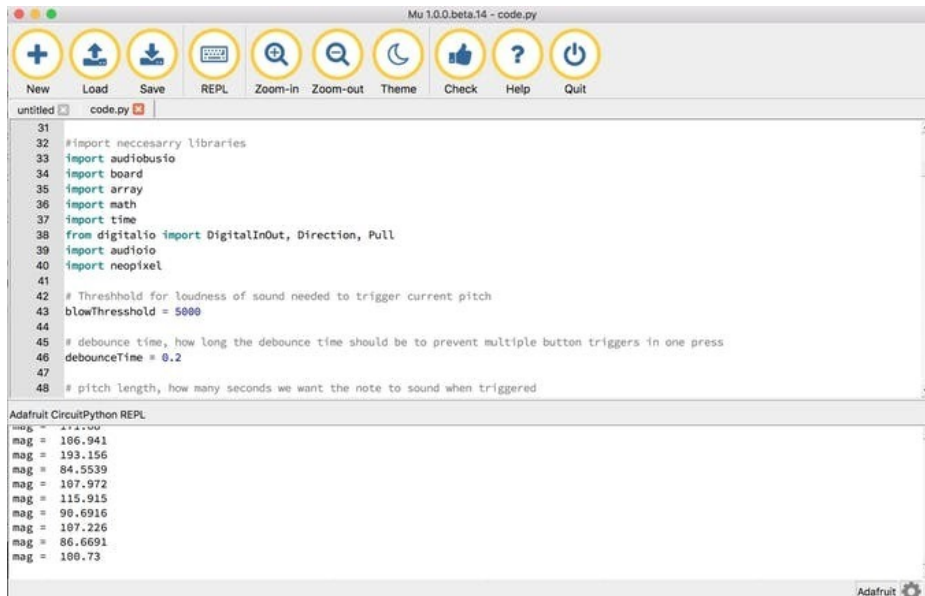 Mu 1.0.0.beta.14 - code.py
New Load Save REPL Zoom-in Zoom-out Theme Check Help Quit
untitled code.py
31
32 #import neccesarry libraries
33 import audiobusio
34 import board
35 import array
36 import math
37 import time
38 from digitalio import DigitalInOut, Direction, Pull
39 import audioio
40 import neopixel
41
42 # Threshhold for loudness of sound needed to trigger current pitch
43 blowThresshold = 5000
44
45 # debounce time, how long the debounce time should be to prevent multiple button triggers in one press
46 debounceTime = 0.2
47
48 # pitch length, how many seconds we want the note to sound when triggered
Adafruit CircuitPython REPL
mag = 106.941
mag = 193.156
mag = 84.5539
mag = 107.972
mag = 115.915
mag = 90.6916
mag = 107.226
mag = 86.6691
mag = 100.73
Adafruit